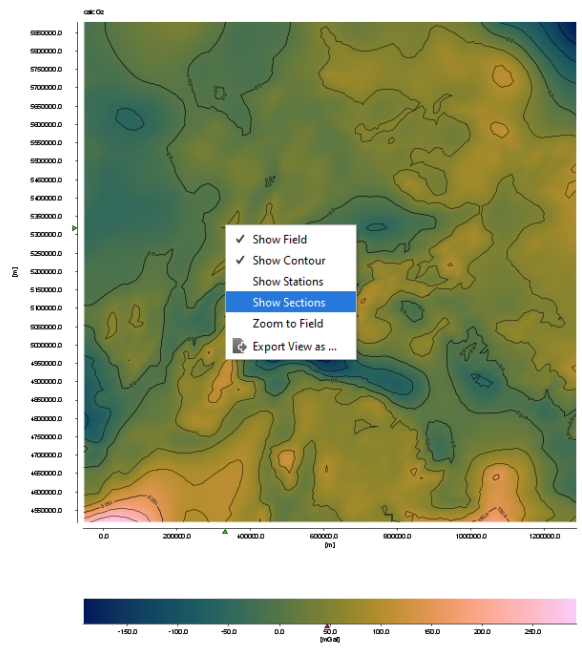 calc Gz
5850000.0
5800000.0
5750000.0
5700000.0
5650000.0
5600000.0
5550000.0
5500000.0
5450000.0
5400000.0
5350000.0
5300000.0
5250000.0
5200000.0
5150000.0
5100000.0
5050000.0
5000000.0
4950000.0
4900000.0
4850000.0
4800000.0
4750000.0
4700000.0
4650000.0
4600000.0
4550000.0
[m]
Show Field
Show Contour
Show Stations
Show Sections
Zoom to Field
Export View as ...
0.0 200000.0 400000.0 600000.0 800000.0 1000000.0 1200000.0
[m]
-150.0 -100.0 -50.0 0.0 50.0 100.0 150.0 200.0 250.0
[mGal]